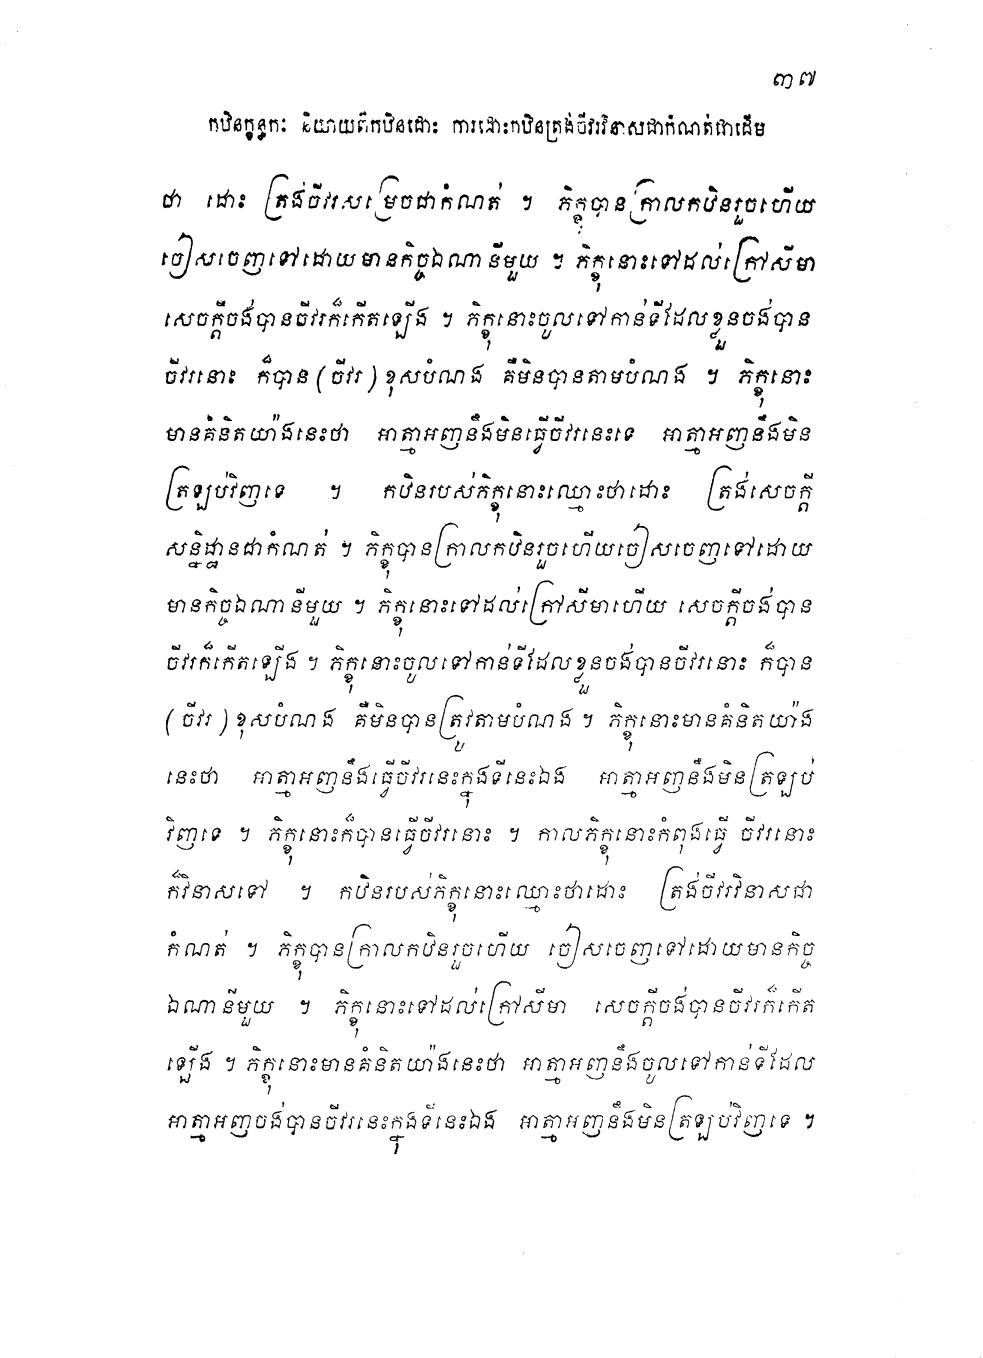 ៣៧
កឋិនក្ខន្ធកៈ និយាយពីកឋិនដោះ ការដោះកឋិនត្រង់ចីវរវិនាសជាកំណត់ជាដើម
ថា ដោះ ត្រង់ចីវរសម្រេចជាកំណត់ ។ ភិក្ខុបានក្រាលកឋិនរួចហើយ
ចៀសចេញទៅដោយមានកិច្ចឯណានីមួយ ។ ភិក្ខុនោះទៅដល់ក្រៅសីមា
សេចក្តីចង់បានចីវរក៏កើតឡើង ។ ភិក្ខុនោះចូលទៅកាន់ទីដែលខ្លួនចង់បាន
ចីវរនោះ ក៏បាន (ចីវរ) ខុសបំណង គឺមិនបានតាមបំណង ។ ភិក្ខុនោះ
មានគំនិតយ៉ាងនេះថា អាត្មាអញនឹងមិនធ្វើចីវរនេះទេ អាត្មាអញនឹងមិន
ត្រឡប់វិញទេ ។ កឋិនរបស់ភិក្ខុនោះឈ្មោះថាដោះ ត្រង់សេចក្តី
សន្និដ្ឋានជាកំណត់ ។ ភិក្ខុបានក្រាលកឋិនរួចហើយចៀសចេញទៅដោយ
មានកិច្ចឯណានីមួយ ។ ភិក្ខុនោះទៅដល់ក្រៅសីមាហើយ សេចក្តីចង់បាន
ចីវរក៏កើតឡើង ។ ភិក្ខុនោះចូលទៅកាន់ទីដែលខ្លួនចង់បានចីវរនោះ ក៏បាន
(ចីវរ) ខុសបំណង គឺមិនបានត្រូវតាមបំណង ។ ភិក្ខុនោះមានគំនិតយ៉ាង
នេះថា អាត្មាអញនឹងធ្វើចីវរនេះក្នុងទីនេះឯង អាត្មាអញនឹងមិនត្រឡប់
វិញទេ ។ ភិក្ខុនោះក៏បានធ្វើចីវរនោះ ។ កាលភិក្ខុនោះកំពុងធ្វើ ចីវរនោះ
ក៏វិនាសទៅ ។ កឋិនរបស់ភិក្ខុនោះឈ្មោះថាដោះ ត្រង់ចីវរវិនាសជា
កំណត់ ។ ភិក្ខុបានក្រាលកឋិនរួចហើយ ចៀសចេញទៅដោយមានកិច្ច
ឯណានីមួយ ។ ភិក្ខុនោះទៅដល់ក្រៅសីមា សេចក្តីចង់បានចីវរក៏កើត
ឡើង ។ ភិក្ខុនោះមានគំនិតយ៉ាងនេះថា អាត្មាអញនឹងចូលទៅកាន់ទីដែល
អាត្មាអញចង់បានចីវរនេះក្នុងទីនេះឯង អាត្មាអញនឹងមិនត្រឡប់វិញទេ ។